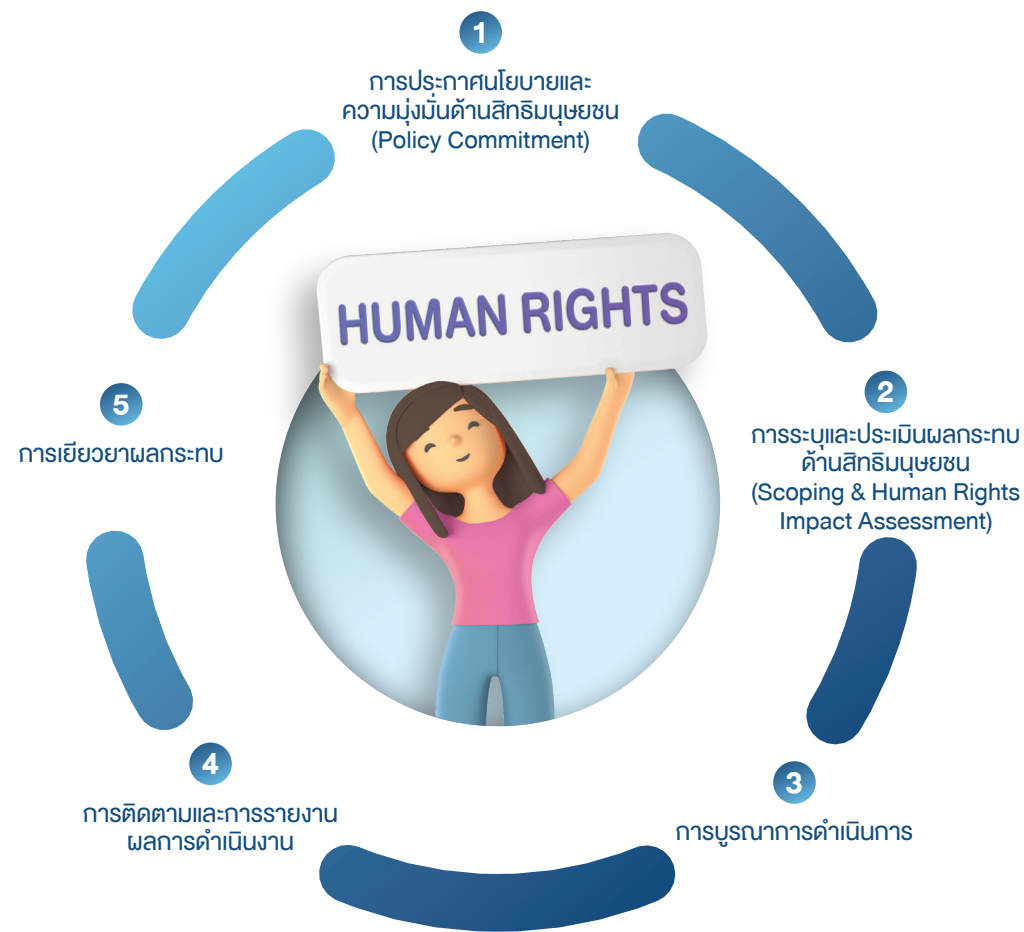 1
การประกาศนโยบายและ
ความมุ่งมั่นด้านสิทธิมนุษยชน
(Policy Commitment)
HUMAN RIGHTS
2
การระบุและประเมินผลกระทบ
ด้านสิทธิมนุษยชน
(Scoping & Human Rights
Impact Assessment)
3
การบูรณาการดำเนินการ
4
การติดตามและการรายงาน
ผลการดำเนินงาน
5
การเยียวยาผลกระทบ